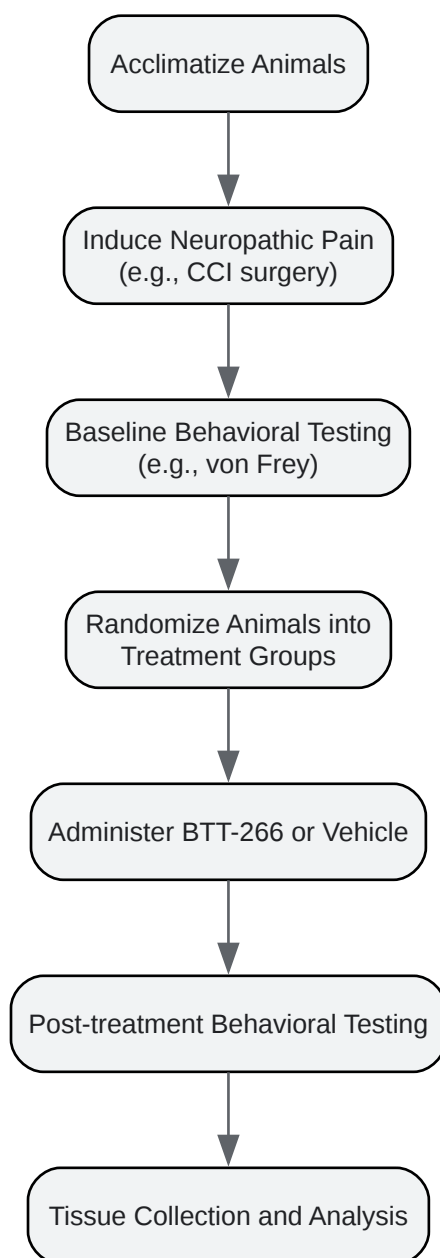 Acclimatize Animals
Induce Neuropathic Pain
(e.g., CCI surgery)
Baseline Behavioral Testing
(e.g., von Frey)
Randomize Animals into
Treatment Groups
Administer BTT-266 or Vehicle
Post-treatment Behavioral Testing
Tissue Collection and Analysis